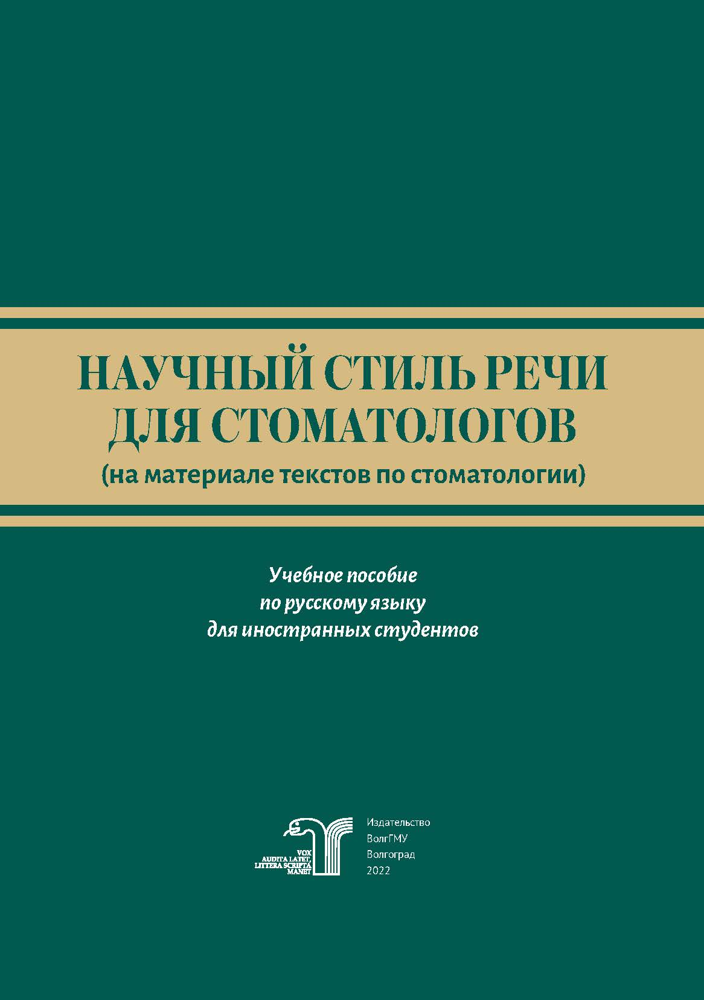 НАУЧНЫЙ СТИЛЬ РЕЧИ
ДЛЯ СТОМАТОЛОГОВ
(на материале текстов по стоматологии)
Учебное пособие
по русскому языку
для иностранных студентов
VOX
AUDITA LATET,
LITTERA SCRIPTA
MANET
Издательство
ВолгГМУ
Волгоград
2022